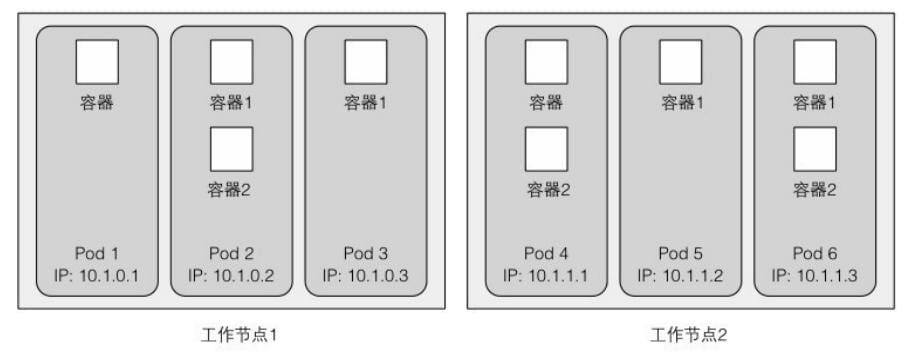 容器
容器1
容器1
容器2
Pod 1
IP: 10.1.0.1
Pod 2
IP: 10.1.0.2
Pod 3
IP: 10.1.0.3
工作节点1
容器
容器1
容器1
容器2
容器2
Pod 4
IP: 10.1.1.1
Pod 5
IP: 10.1.1.2
Pod 6
IP: 10.1.1.3
工作节点2